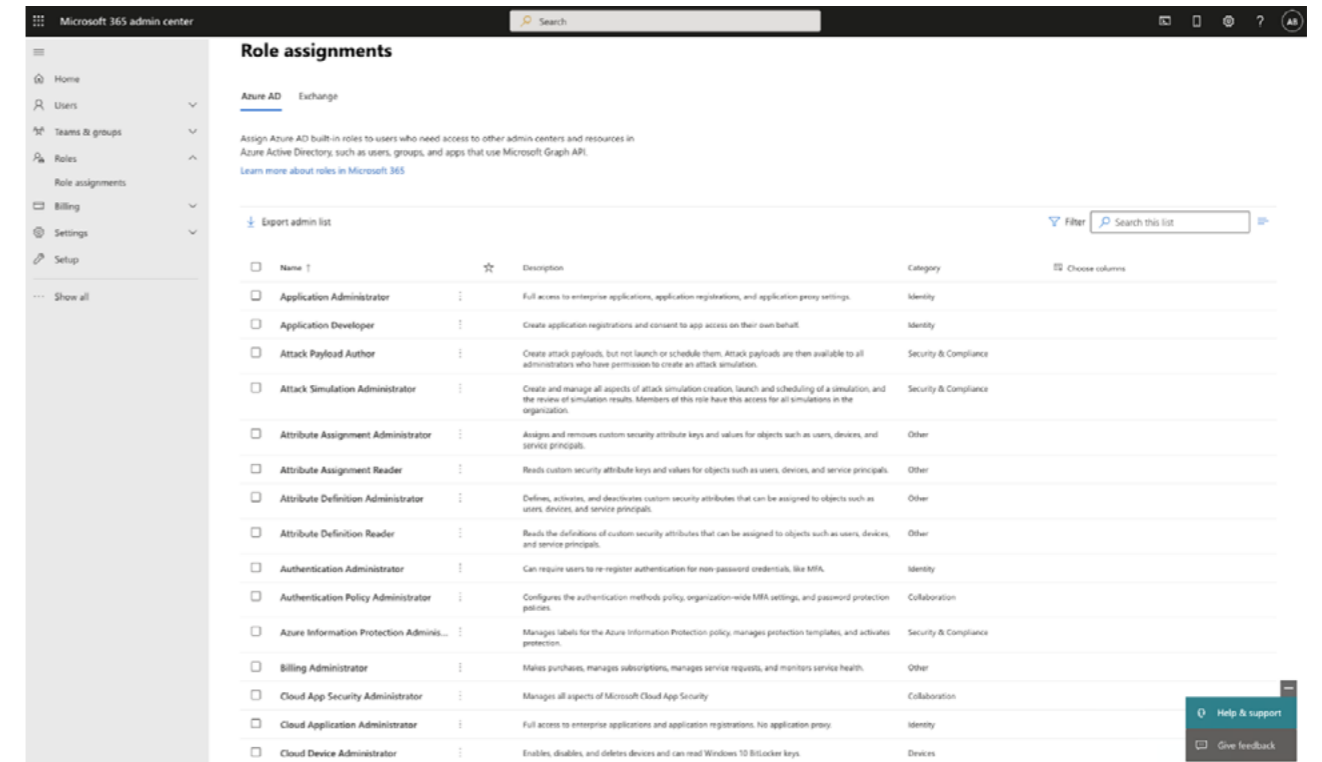 Microsoft 365 admin center
Search
AB
Role assignments
Home
Users
Teams & groups
Roles
Role assignments
Billing
Settings
Setup
Show all
Azure AD Exchange
Assign Azure AD built-in roles to users who need access to other admin centers and resources in
Azure Active Directory, such as users, groups, and apps that use Microsoft Graph API.
Learn more about roles in Microsoft 365
Export admin list
Filter
Search this list
Name ↑ Description Category Choose columns
Application Administrator Full access to enterprise applications, application registrations, and application proxy settings. Identity
Application Developer Create application registrations and consent to app access on their own behalf. Identity
Attack Payload Author Create attack payloads, but not launch or schedule them. Attack payloads are then available to all Security & Compliance
administrators who have permission to create an attack simulation.
Attack Simulation Administrator Create and manage all aspects of attack simulation creation, launch and scheduling of a simulation, and Security & Compliance
the review of simulation results. Members of this role have this access for all simulations in the
organization.
Attribute Assignment Administrator Assigns and removes custom security attribute keys and values for objects such as users, devices, and Other
service principals.
Attribute Assignment Reader Reads custom security attribute keys and values for objects such as users, devices, and service principals. Other
Attribute Definition Administrator Defines, activates, and deactivates custom security attributes that can be assigned to objects such as Other
users, devices, and service principals.
Attribute Definition Reader Reads the definitions of custom security attributes that can be assigned to objects such as users, devices, Other
and service principals.
Authentication Administrator Can require users to re-register authentication for non-password credentials, like MFA. Identity
Authentication Policy Administrator Configures the authentication methods policy, organization-wide MFA settings, and password protection Collaboration
policies.
Azure Information Protection Adminis... Manages labels for the Azure Information Protection policy, manages protection templates, and activates Security & Compliance
protection.
Billing Administrator Makes purchases, manages subscriptions, manages service requests, and monitors service health. Other
Cloud App Security Administrator Manages all aspects of Microsoft Cloud App Security Collaboration
Cloud Application Administrator Full access to enterprise applications and application registrations. No application proxy. Identity
Cloud Device Administrator Enables, disables, and deletes devices and can read Windows 10 BitLocker keys. Devices
Help & support
Give feedback